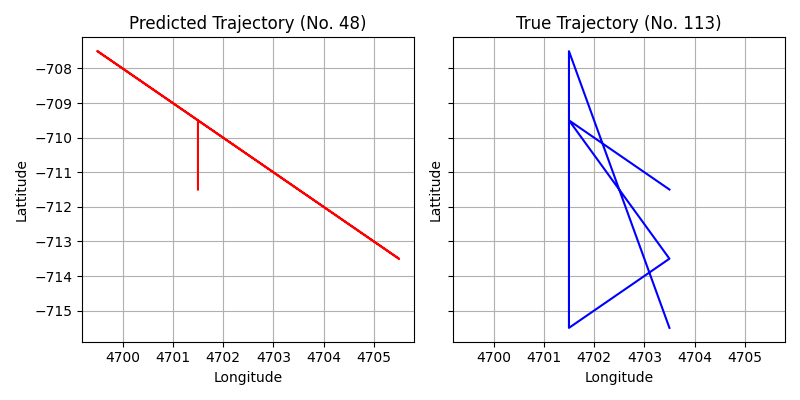 Predicted Trajectory (No. 48)
True Trajectory (No. 113)
Lattitude
−708
−709
−710
−711
−712
−713
−714
−715
4700 4701 4702 4703 4704 4705
Longitude
Lattitude
4700 4701 4702 4703 4704 4705
Longitude